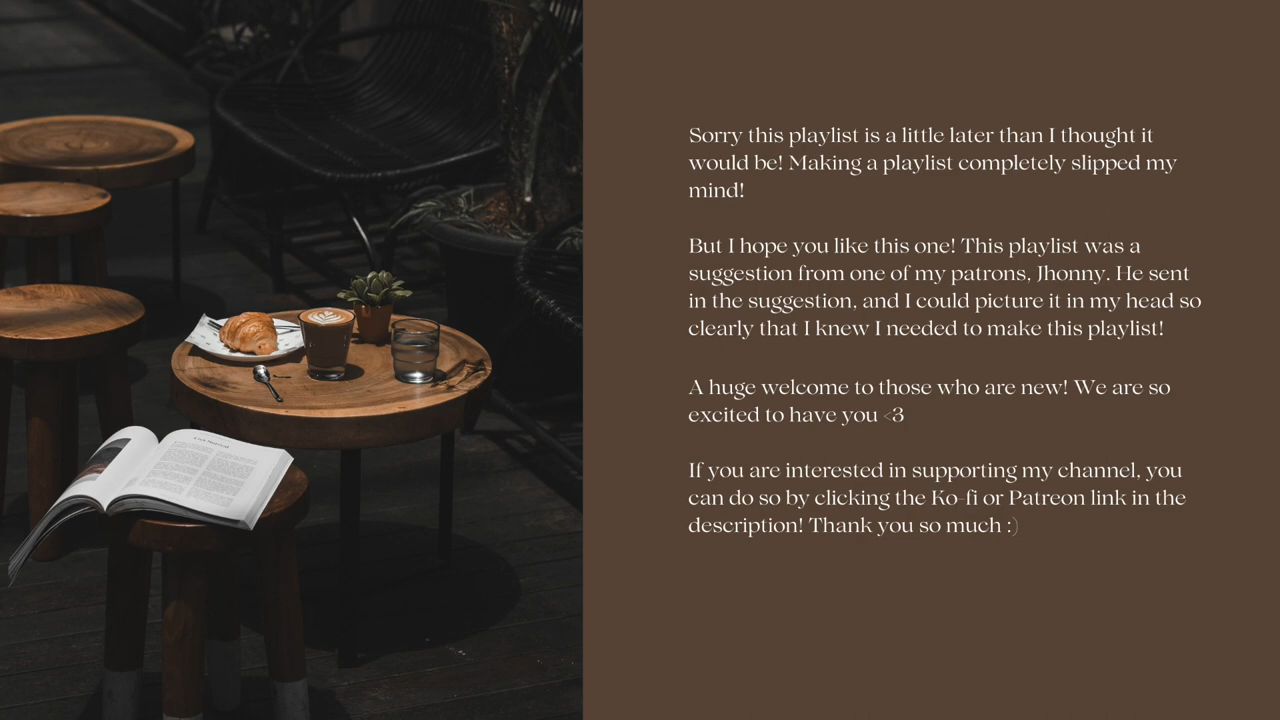 Sorry this playlist is a little later than I thought it
would be! Making a playlist completely slipped my
mind!
But I hope you like this one! This playlist was a
suggestion from one of my patrons, Jhonny. He sent
in the suggestion, and I could picture it in my head so
clearly that I knew I needed to make this playlist!
A huge welcome to those who are new! We are so
excited to have you <3
If you are interested in supporting my channel, you
can do so by clicking the Ko-fi or Patreon link in the
description! Thank you so much :)